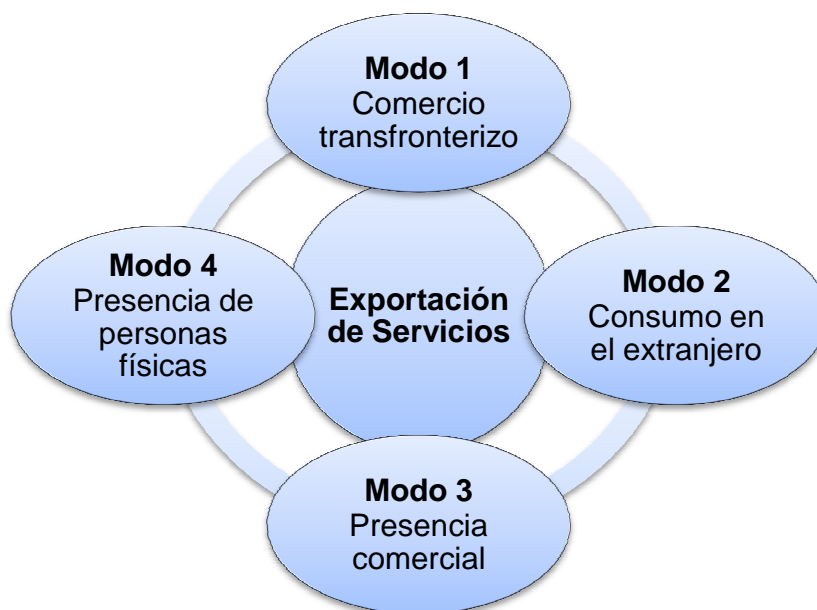 Modo 1
Comercio
transfronterizo
Modo 4
Presencia de
personas
físicas
Exportación
de Servicios
Modo 2
Consumo en
el extranjero
Modo 3
Presencia
comercial